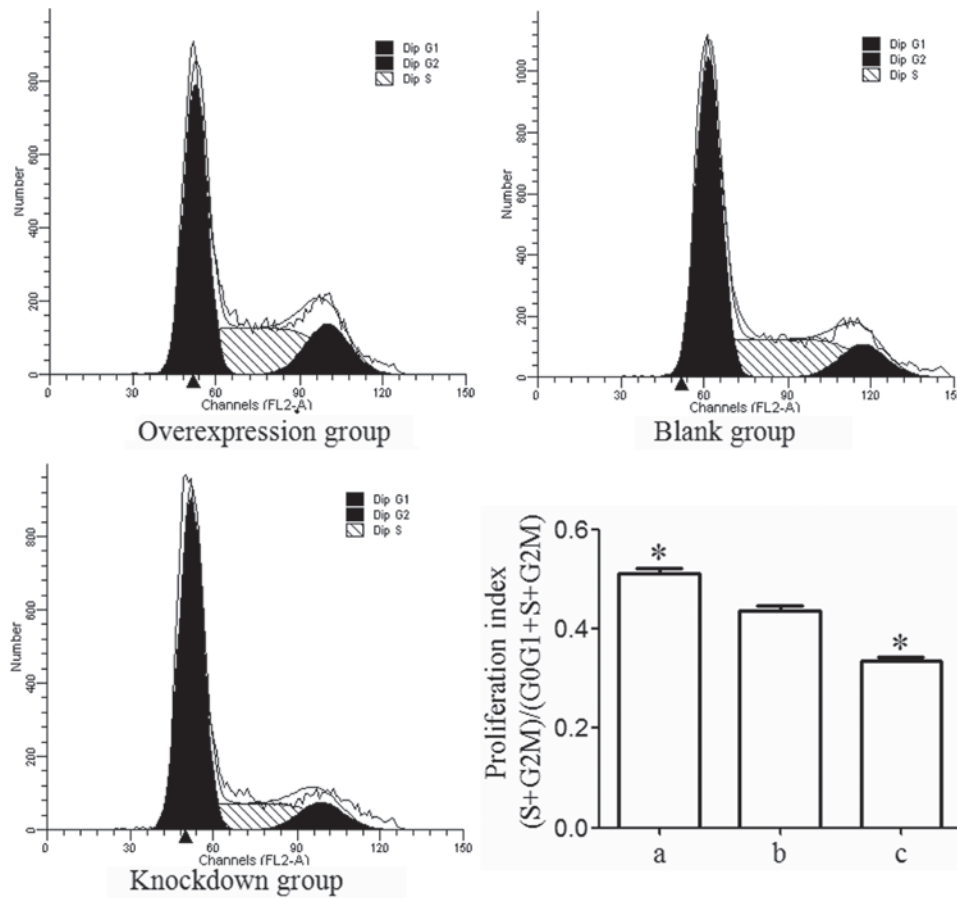 Number
800
600
400
200
0
Dip G1
Dip G2
Dip S
0 30 60 90 120 150
Channels (FL2-A)
Overexpression group
Number
1000
800
600
400
200
0
Dip G1
Dip G2
Dip S
0 30 60 90 120 150
Channels (FL2-A)
Blank group
Number
800
600
400
200
0
Dip G1
Dip G2
Dip S
0 30 60 90 120 150
Channels (FL2-A)
Knockdown group
Proliferation index
(S+G2M)/(G0G1+S+G2M)
0.6
0.4
0.2
0.0
* *
a b c